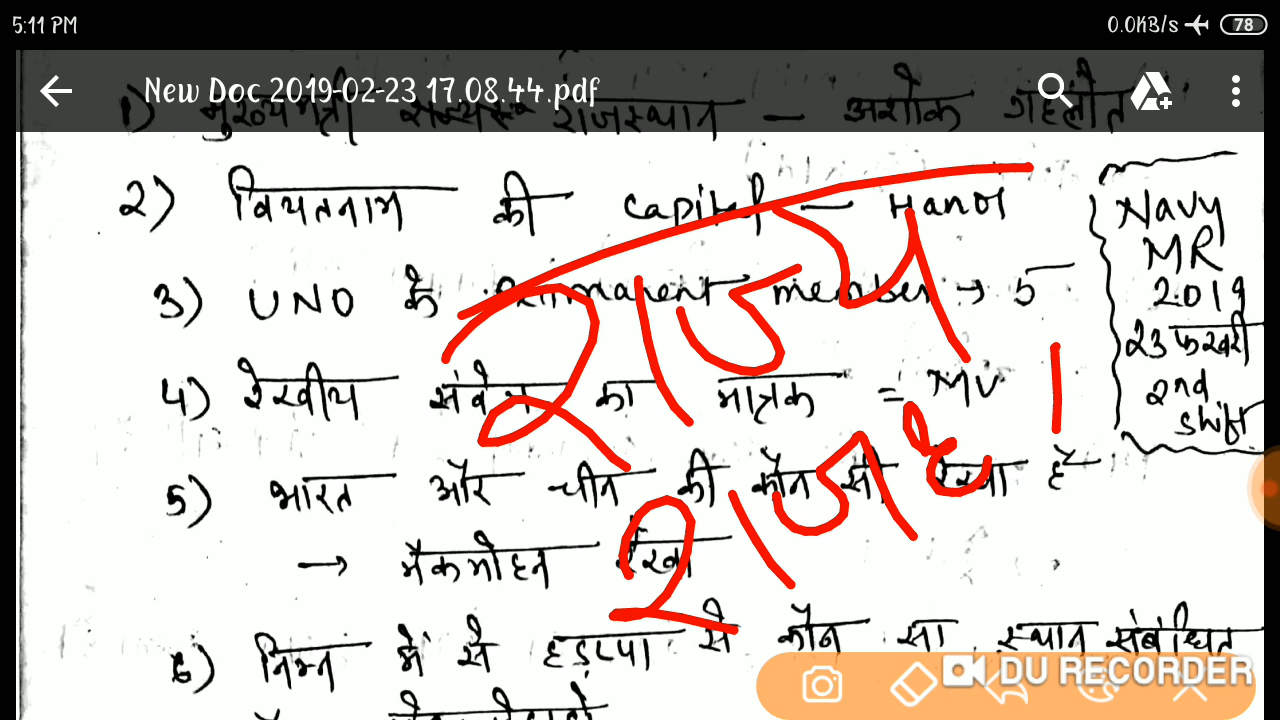 5:11 PM 0.0KB/s 78
New Doc 2019-02-23 17.08.44.pdf
1) मुख्यमंत्री राजस्थान - अशोक गहलोत
2) वियतनाम की capital - Hanoi
3) UNO के member → 5
4) रेखीय संवेग का मात्रक = MV
5) भारत और चीन की कौन सी रेखा है
→ मैकमोहन रेखा
6) निम्न में से हड़प्पा से कौन सा स्थान संबंधित
Navy
MR
2019
23 फरवरी
2nd
shift
राज्य
DU RECORDER